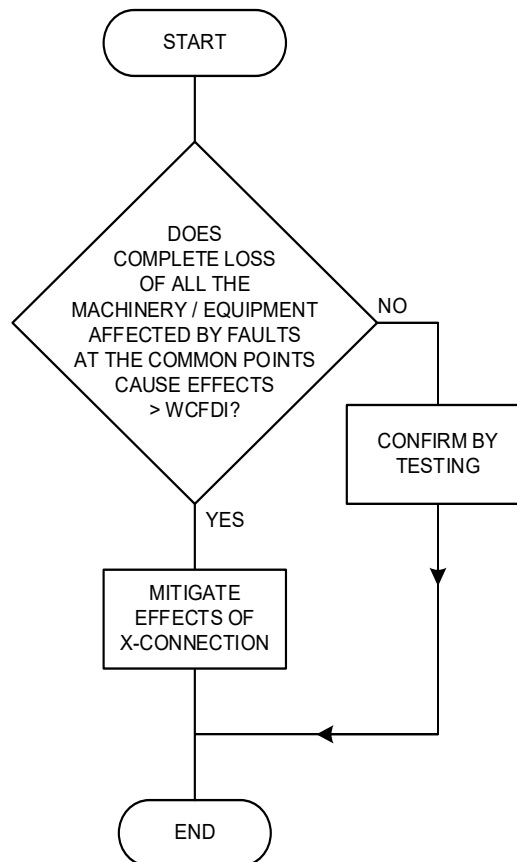 START
DOES
COMPLETE LOSS
OF ALL THE
MACHINERY / EQUIPMENT
AFFECTED BY FAULTS
AT THE COMMON POINTS
CAUSE EFFECTS
> WCFDI?
NO
CONFIRM BY
TESTING
YES
MITIGATE
EFFECTS OF
X-CONNECTION
END